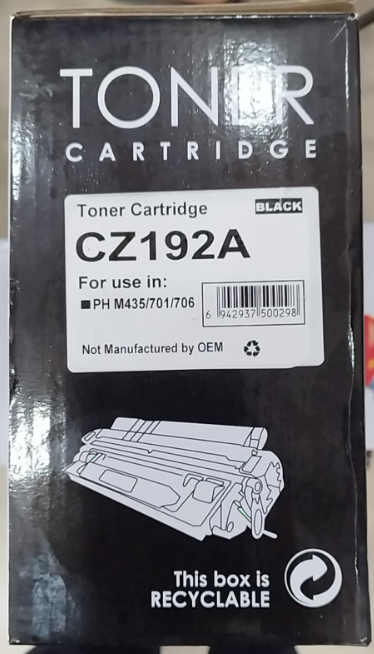 TONER
CARTRIDGE
Toner Cartridge BLACK
CZ192A
For use in:
PH M435/701/706
6 942937 500298
Not Manufactured by OEM
This box is
RECYCLABLE